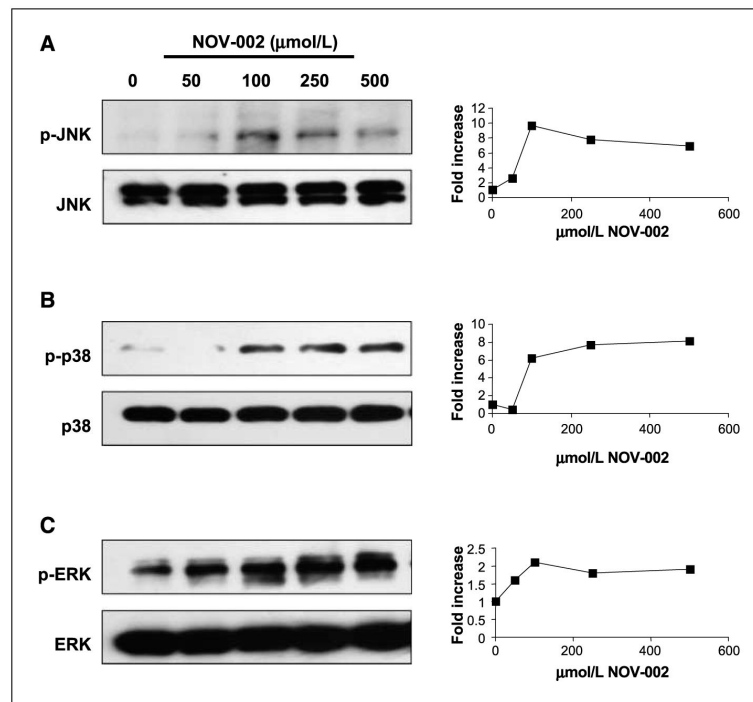 A
NOV-002 (μmol/L)
0 50 100 250 500
p-JNK
JNK
Fold increase
12
10
8
6
4
2
0
0 200 400 600
μmol/L NOV-002
B
p-p38
p38
Fold increase
10
8
6
4
2
0
0 200 400 600
μmol/L NOV-002
C
p-ERK
ERK
Fold increase
2.5
2
1.5
1
0.5
0
0 200 400 600
μmol/L NOV-002